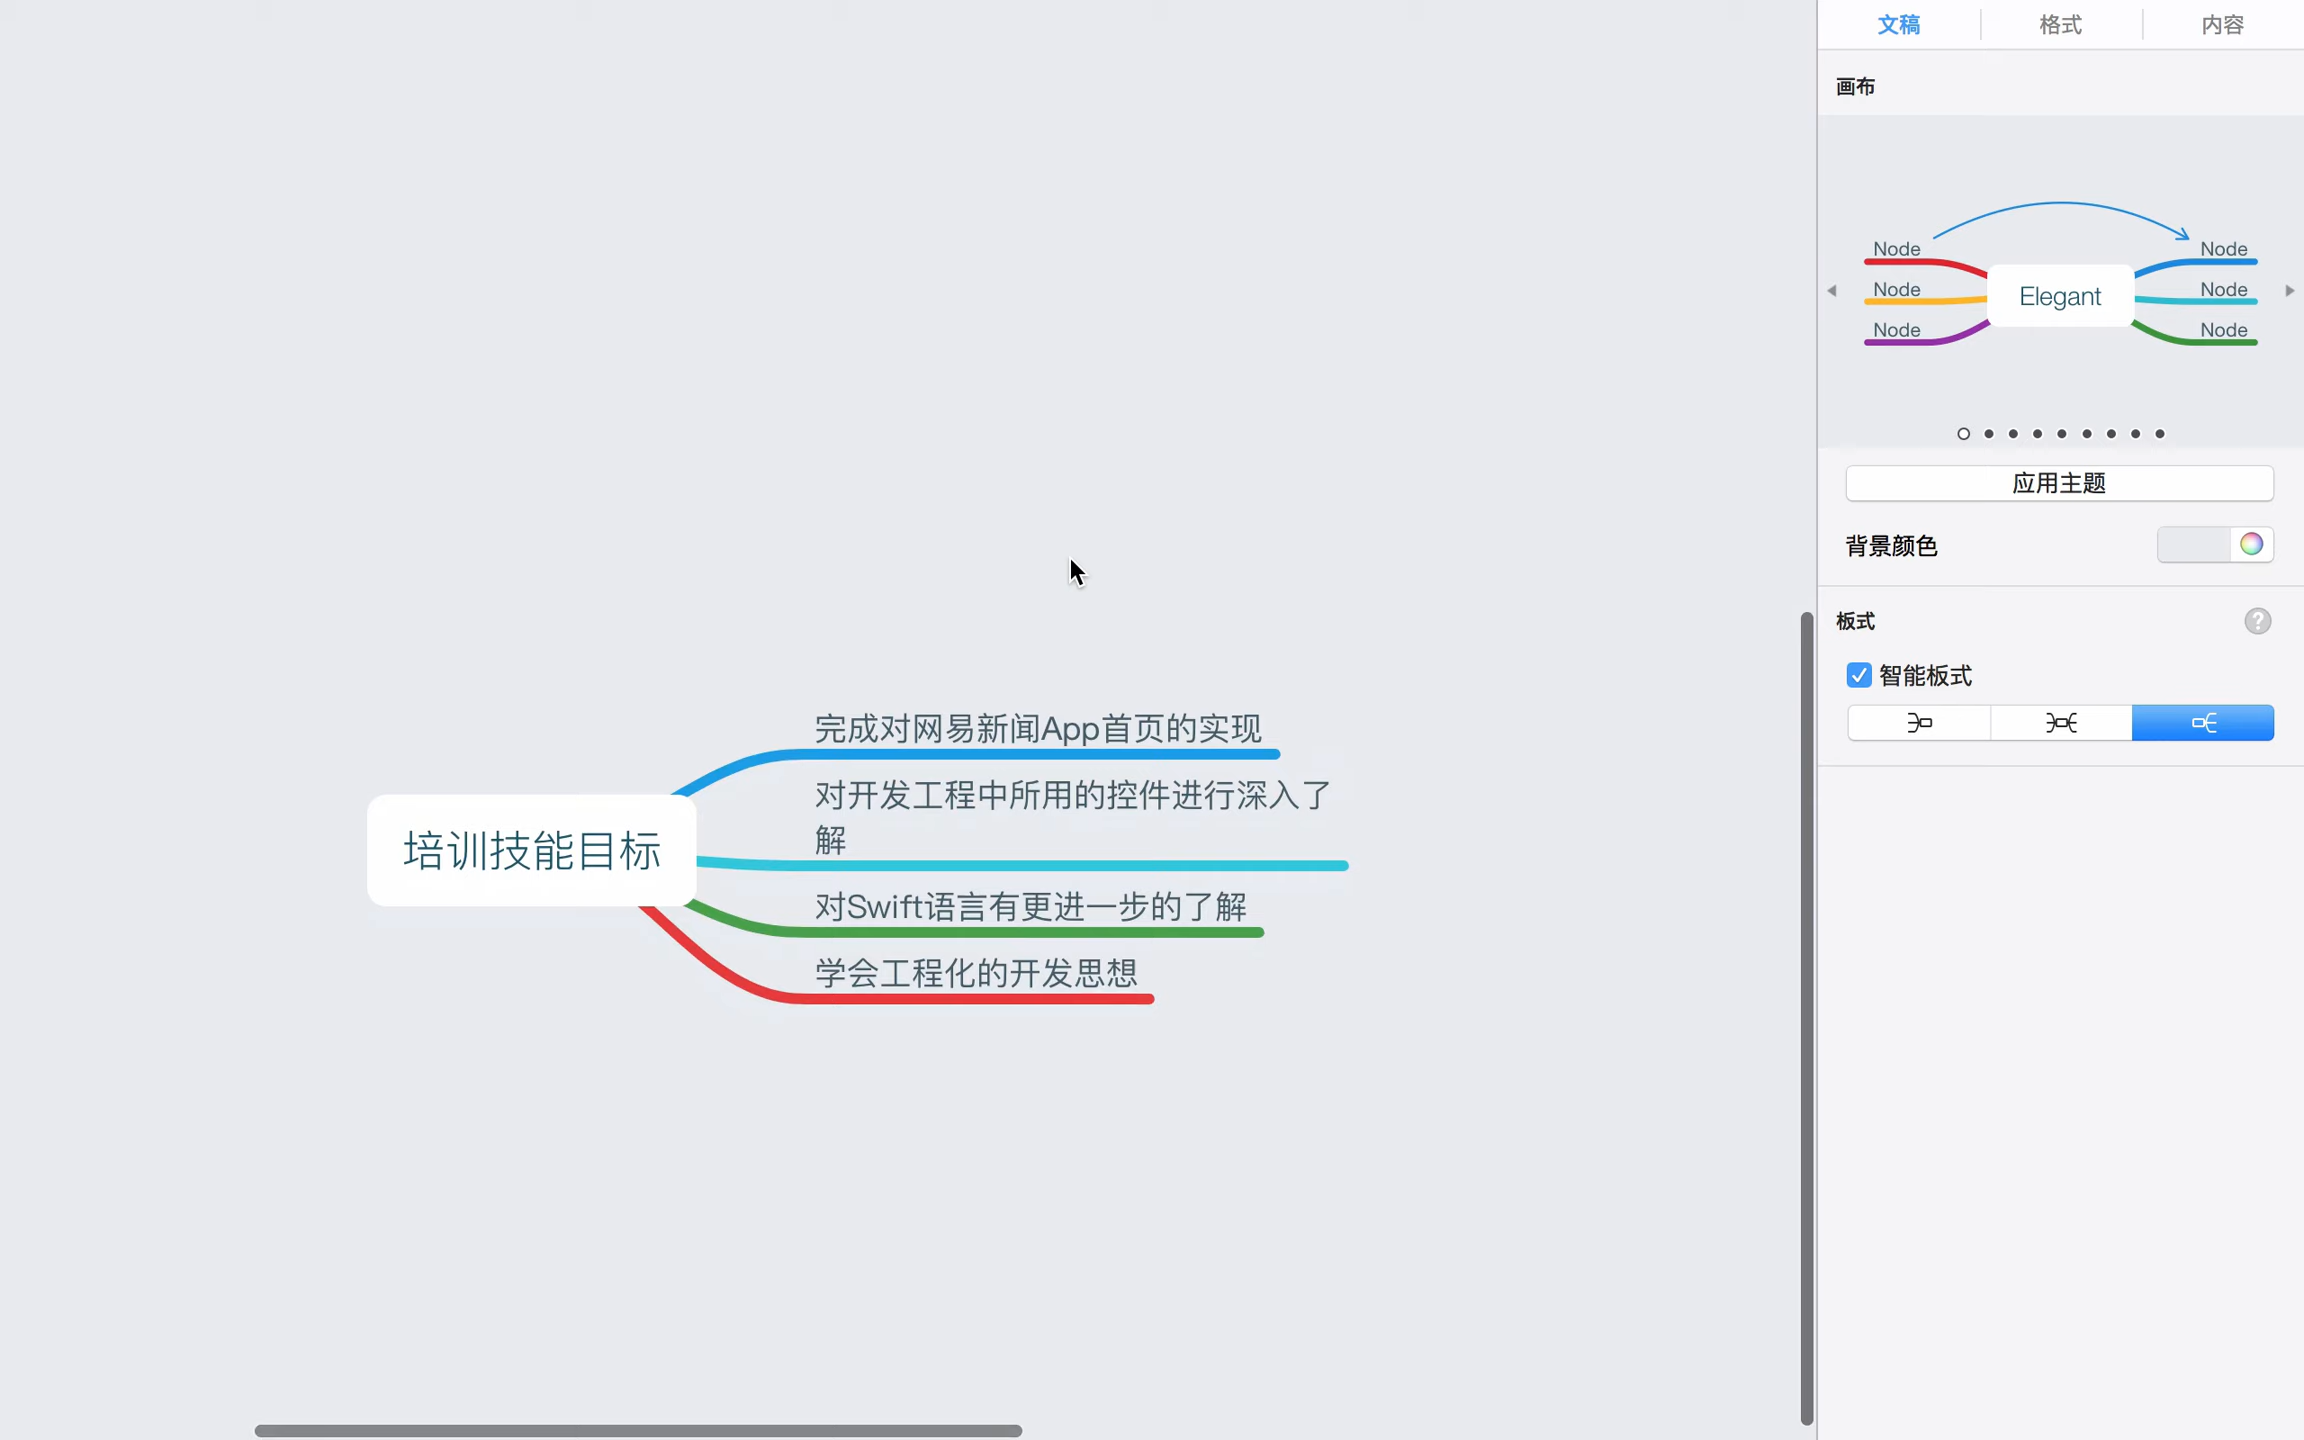 文稿 格式 内容
画布
Node Node
Node Elegant Node
Node Node
应用主题
背景颜色
板式
?
智能板式
完成对网易新闻App首页的实现
对开发工程中所用的控件进行深入了
解
培训技能目标
对Swift语言有更进一步的了解
学会工程化的开发思想